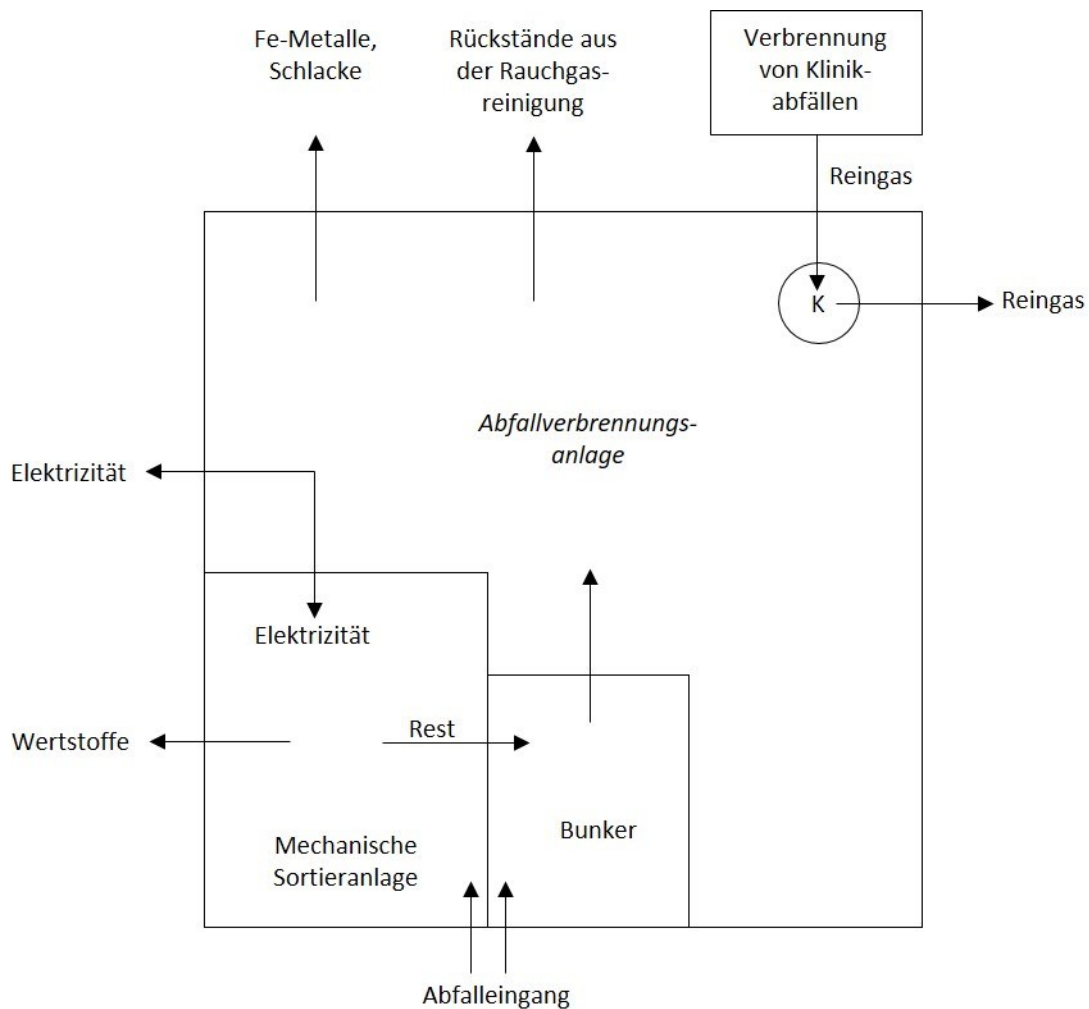 Fe-Metalle,
Schlacke
Rückstände aus
der Rauchgas-
reinigung
Verbrennung
von Klinik-
abfällen
Reingas
K
Reingas
Abfallverbrennungs-
anlage
Elektrizität
Elektrizität
Wertstoffe
Rest
Bunker
Mechanische
Sortieranlage
Abfalleingang